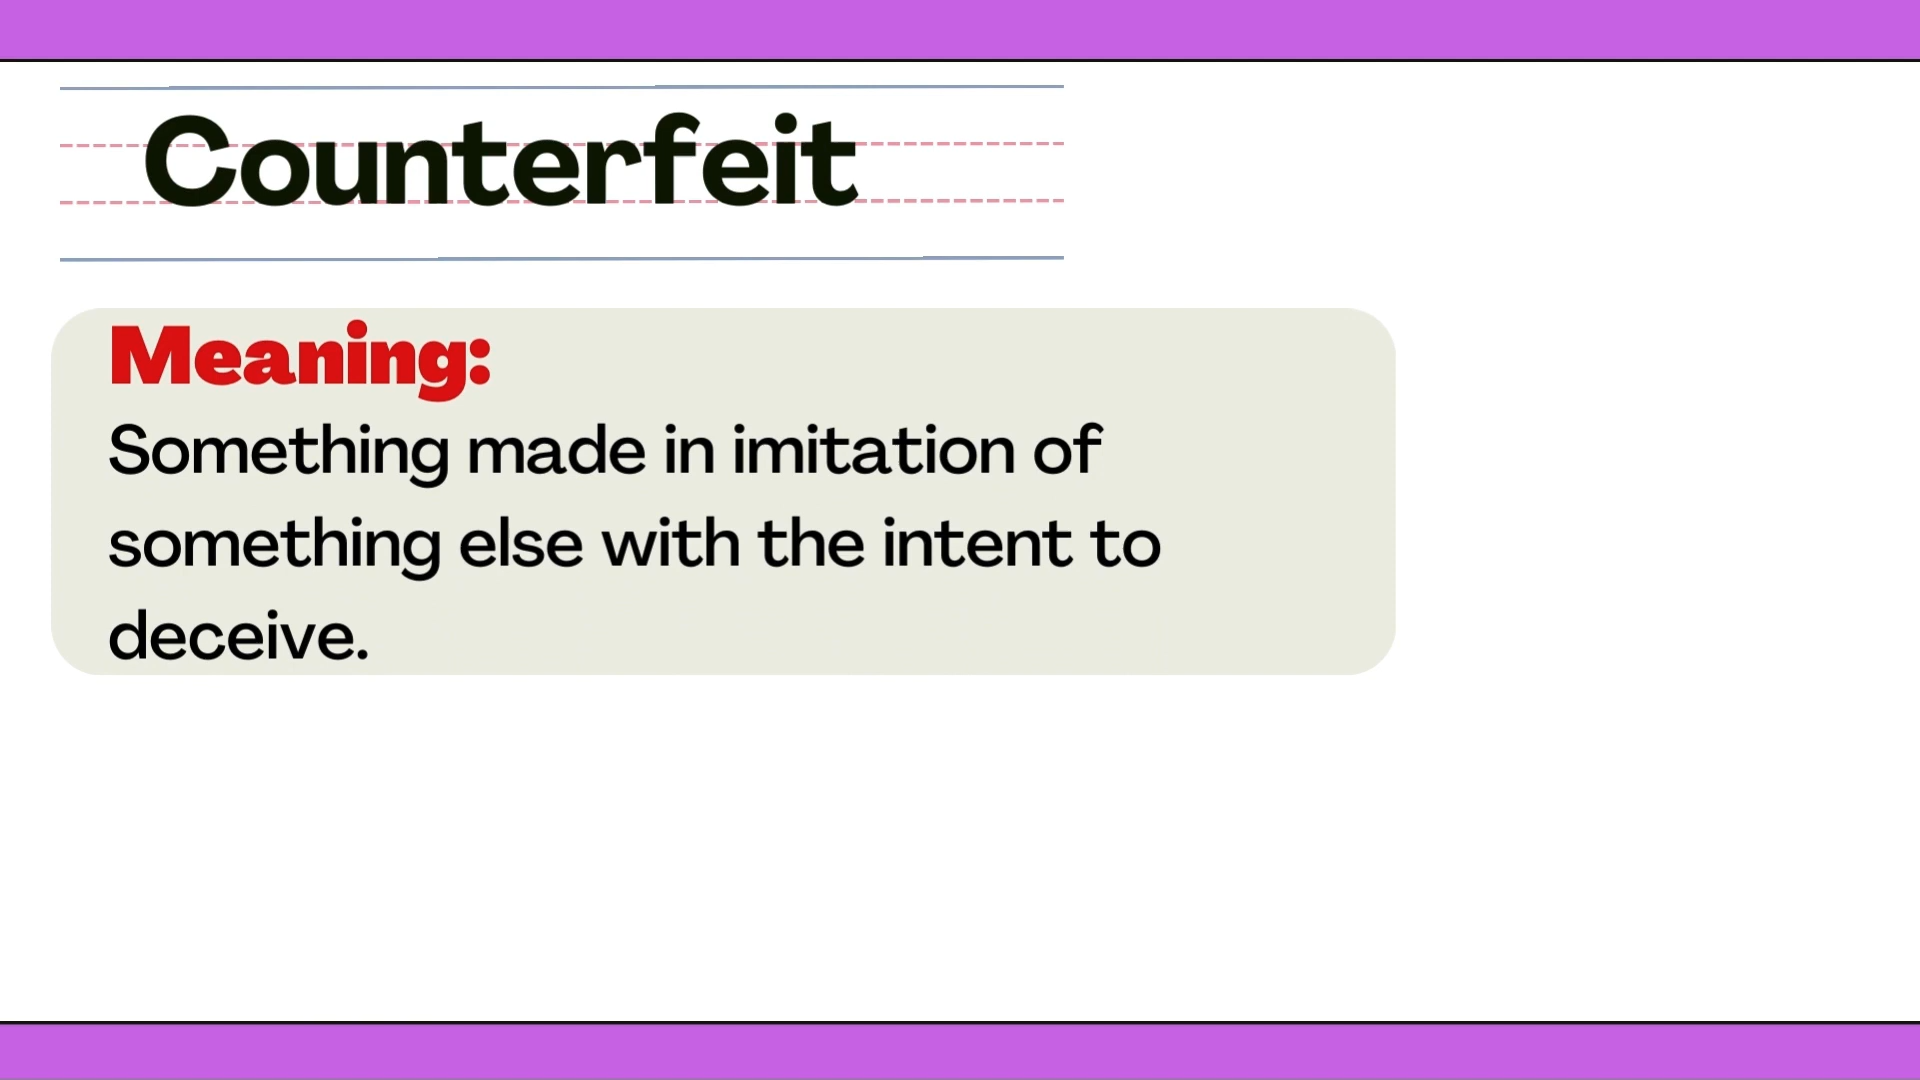 Counterfeit
Meaning:
Something made in imitation of
something else with the intent to
deceive.